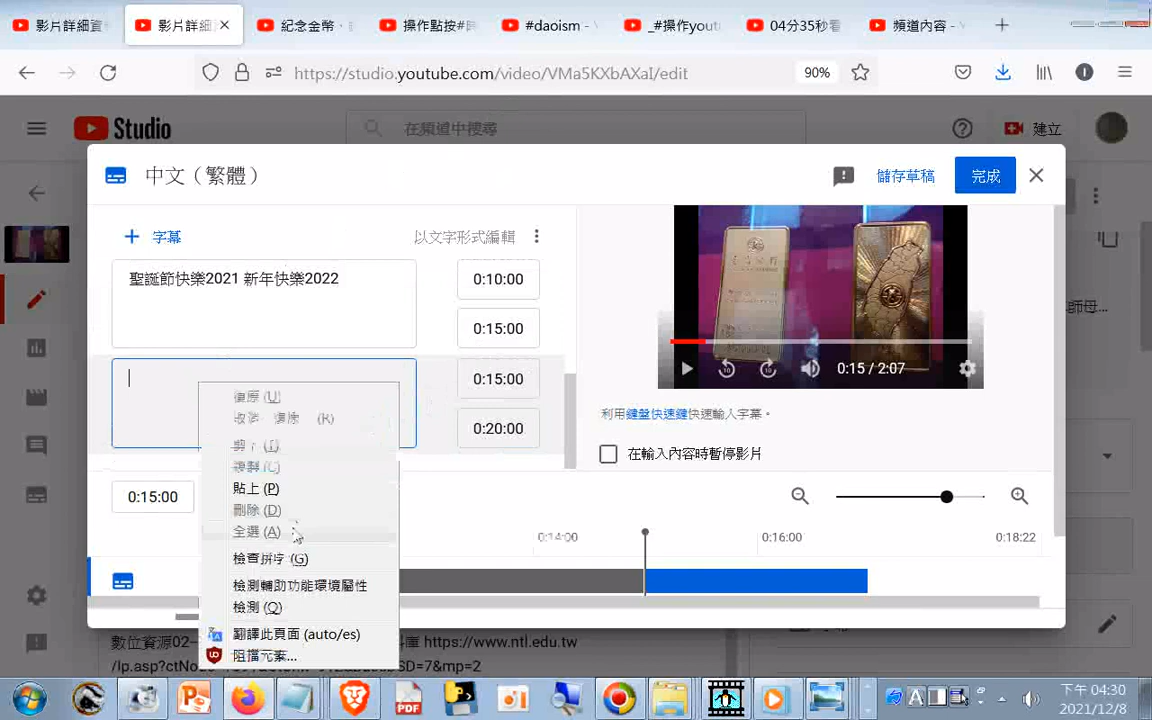 影片詳細資
影片詳細
紀念金幣．
操作點按#時
#daoism -
_#操作yout
04分35秒看
頻道內容 -
https://studio.youtube.com/video/VMa5KXbAXaI/edit
90%
Studio
在頻道中搜尋
建立
中文（繁體）
儲存草稿
完成
字幕
以文字形式編輯
聖誕節快樂2021 新年快樂2022
0:10:00
0:15:00
0:15:00
0:20:00
0:15 / 2:07
利用鍵盤快速鍵快速輸入字幕。
在輸入內容時暫停影片
復原 (U)
取消 復原 (R)
剪下 (T)
複製 (C)
貼上 (P)
刪除 (D)
全選 (A)
檢查拼字 (G)
檢測輔助功能環境屬性
檢測 (Q)
翻譯此頁面 (auto/es)
阻擋元素...
0:15:00
0:14:00
0:16:00
0:18:22
師母...
數位資源02--
庫 https://www.ntl.edu.tw
/lp.asp?ctNo
SD=7&mp=2
下午 04:30
2021/12/8